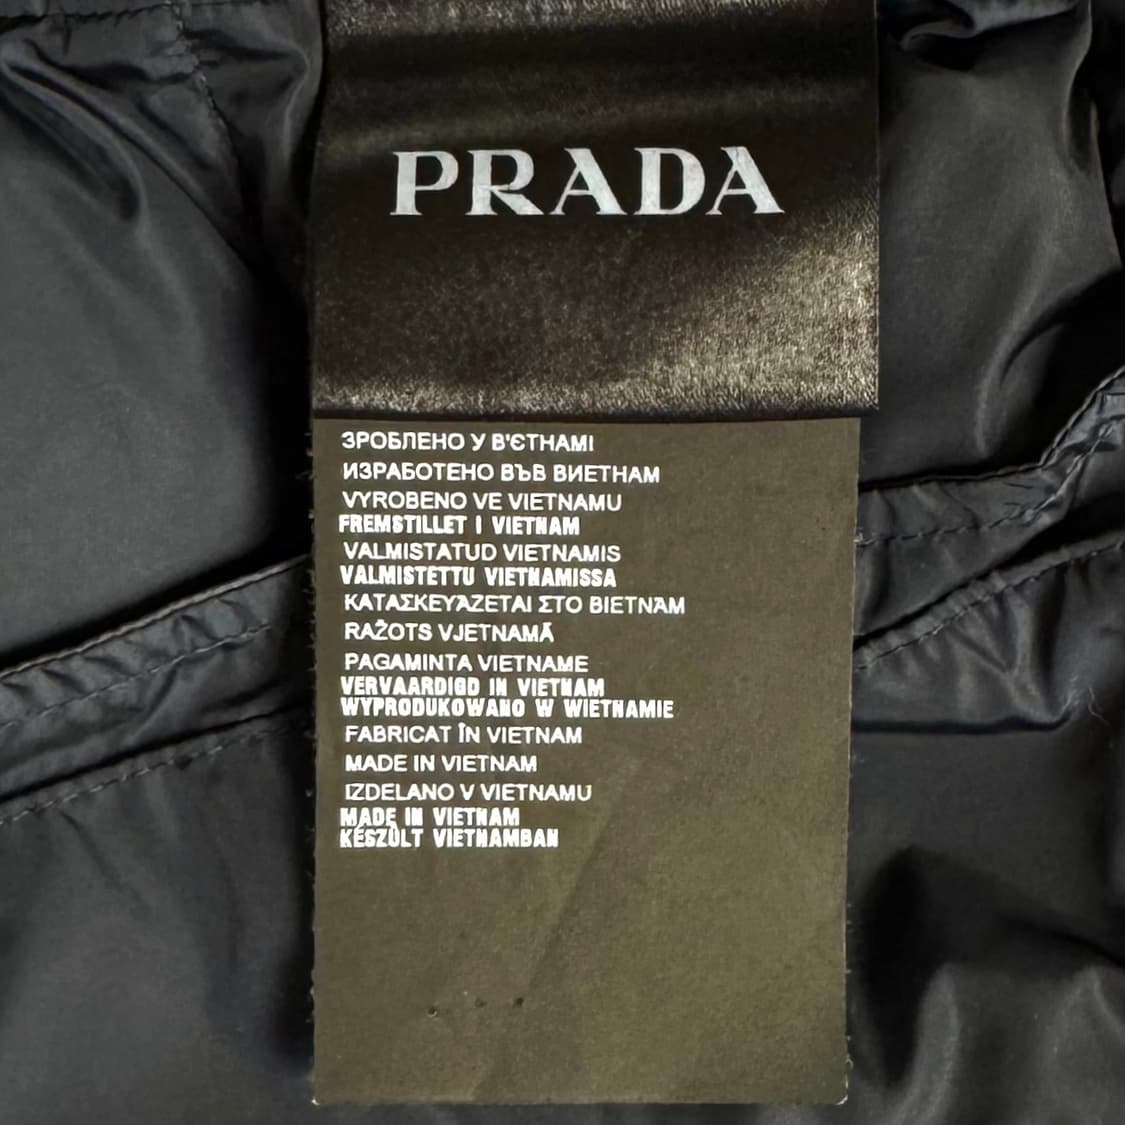 PRADA
ЗРОБЛЕНО У В'ЄТНАМІ
ИЗРАБОТЕНО ВЪВ ВИЕТНАМ
VYROBENO VE VIETNAMU
FREMSTILLET I VIETNAM
VALMISTATUD VIETNAMIS
VALMISTETTU VIETNAMISSA
ΚΑΤΑΣΚΕΥΆΖΕΤΑΙ ΣΤΟ ΒΙΕΤΝΆΜ
RAŽOTS VJETNAMĀ
PAGAMINTA VIETNAME
VERVAARDIGD IN VIETNAM
WYPRODUKOWANO W WIETNAMIE
FABRICAT ÎN VIETNAM
MADE IN VIETNAM
IZDELANO V VIETNAMU
MADE IN VIETNAM
KÉSZÜLT VIETNAMBAN